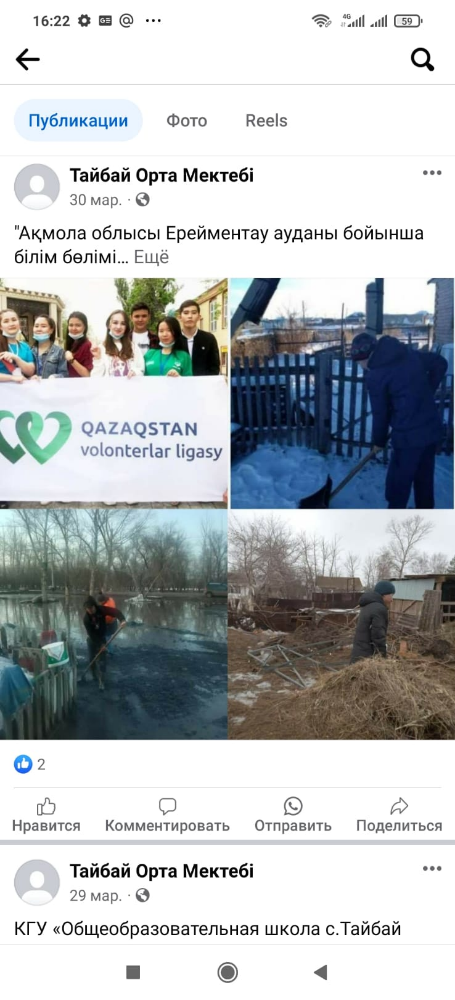 16:22
4G
59
Публикации
Фото
Reels
Тайбай Орта Мектебі
30 мар.
"Ақмола облысы Ерейментау ауданы бойынша
білім бөлімі... Ещё
QAZAQSTAN
volonterlar ligasy
2
Нравится
Комментировать
Отправить
Поделиться
Тайбай Орта Мектебі
29 мар.
КГУ «Общеобразовательная школа с.Тайбай